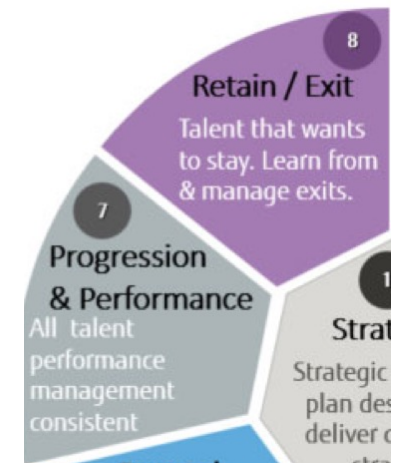 8
Retain / Exit
Talent that wants
to stay. Learn from
& manage exits.
7
Progression
& Performance
All talent
performance
management
consistent
1
Strat
Strategic
plan des
deliver